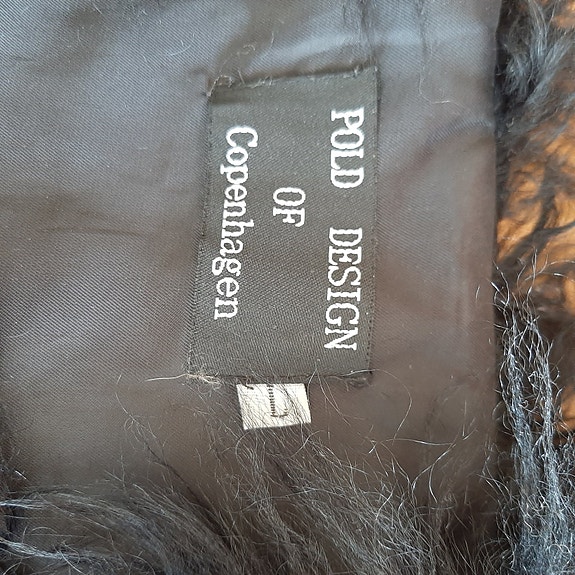 POLD DESIGN
OF
Copenhagen
L